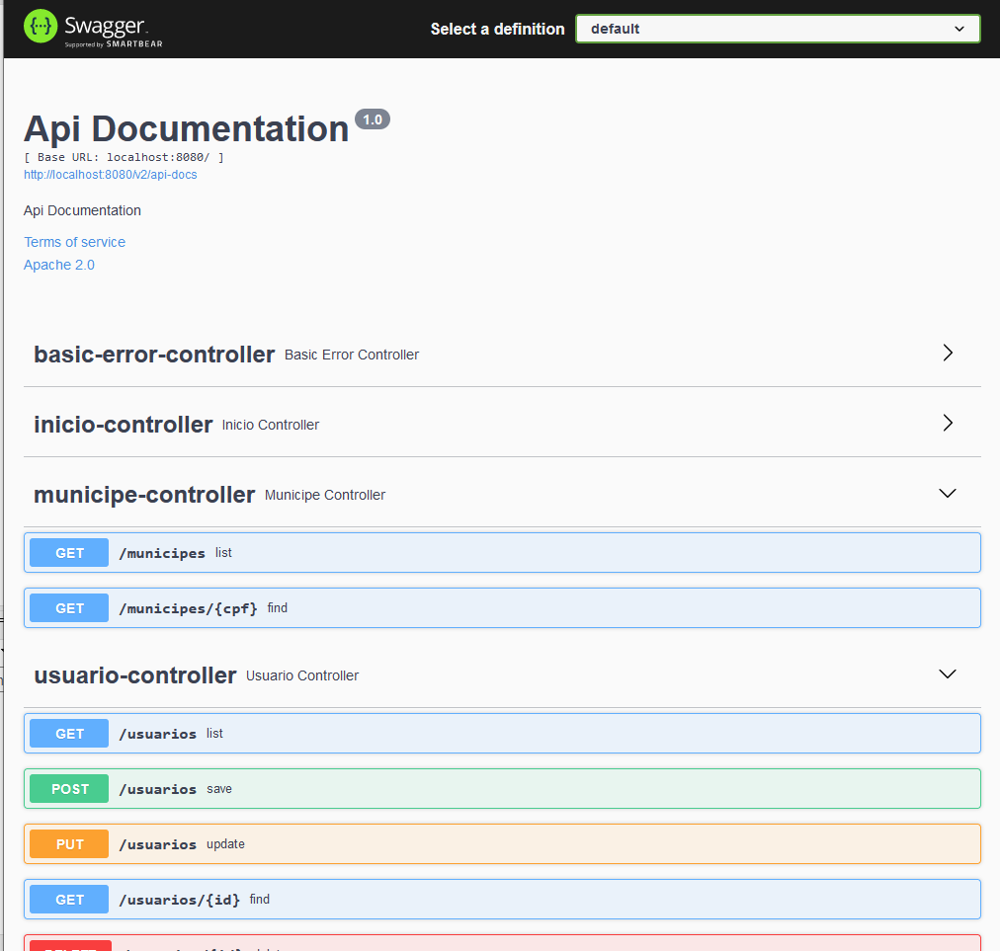 Swagger.
Supported by SMARTBEAR
Select a definition
default
Api Documentation 1.0
[ Base URL: localhost:8080/ ]
http://localhost:8080/v2/api-docs
Api Documentation
Terms of service
Apache 2.0
basic-error-controller Basic Error Controller
inicio-controller Inicio Controller
municipe-controller Municipe Controller
GET /municipes list
GET /municipes/{cpf} find
usuario-controller Usuario Controller
GET /usuarios list
POST /usuarios save
PUT /usuarios update
GET /usuarios/{id} find